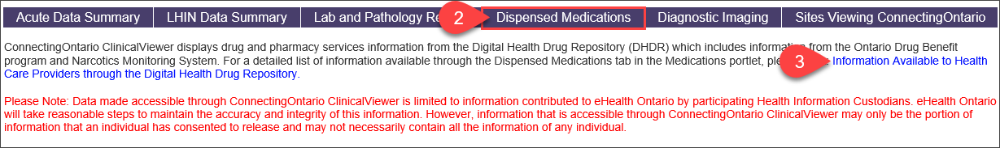 Acute Data Summary LHIN Data Summary Lab and Pathology Re 2 Dispensed Medications Diagnostic Imaging Sites Viewing ConnectingOntario
ConnectingOntario ClinicalViewer displays drug and pharmacy services information from the Digital Health Drug Repository (DHDR) which includes information from the Ontario Drug Benefit
program and Narcotics Monitoring System. For a detailed list of information available through the Dispensed Medications tab in the Medications portlet, ple 3 Information Available to Health
Care Providers through the Digital Health Drug Repository.
Please Note: Data made accessible through ConnectingOntario ClinicalViewer is limited to information contributed to eHealth Ontario by participating Health Information Custodians. eHealth Ontario
will take reasonable steps to maintain the accuracy and integrity of this information. However, information that is accessible through ConnectingOntario ClinicalViewer may only be the portion of
information that an individual has consented to release and may not necessarily contain all the information of any individual.